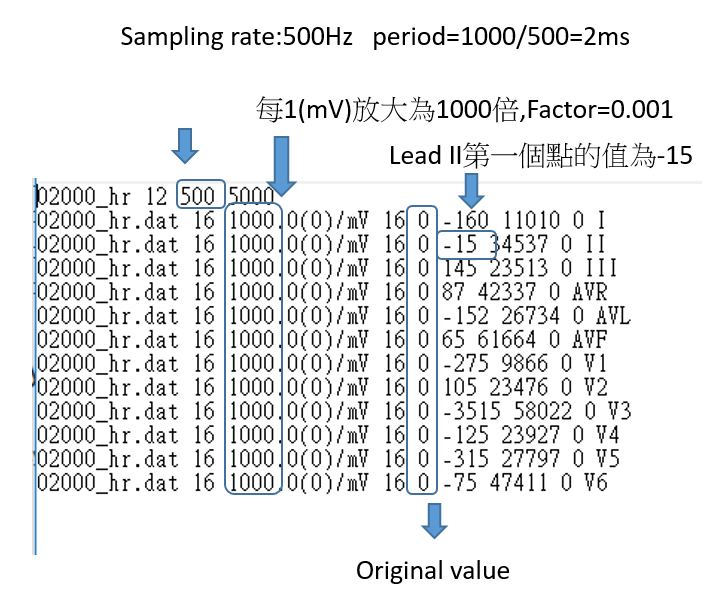 Sampling rate:500Hz period=1000/500=2ms
每1(mV)放大為1000倍,Factor=0.001
Lead II第一個點的值為-15
02000_hr 12 500 5000
02000_hr.dat 16 1000.0(0)/mV 16 0 -160 11010 0 I
02000_hr.dat 16 1000.0(0)/mV 16 0 -15 34537 0 II
02000_hr.dat 16 1000.0(0)/mV 16 0 145 23513 0 III
02000_hr.dat 16 1000.0(0)/mV 16 0 87 42337 0 AVR
02000_hr.dat 16 1000.0(0)/mV 16 0 -152 26734 0 AVL
02000_hr.dat 16 1000.0(0)/mV 16 0 65 61664 0 AVF
02000_hr.dat 16 1000.0(0)/mV 16 0 -275 9866 0 V1
02000_hr.dat 16 1000.0(0)/mV 16 0 105 23476 0 V2
02000_hr.dat 16 1000.0(0)/mV 16 0 -3515 58022 0 V3
02000_hr.dat 16 1000.0(0)/mV 16 0 -125 23927 0 V4
02000_hr.dat 16 1000.0(0)/mV 16 0 -315 27797 0 V5
02000_hr.dat 16 1000.0(0)/mV 16 0 -75 47411 0 V6
Original value